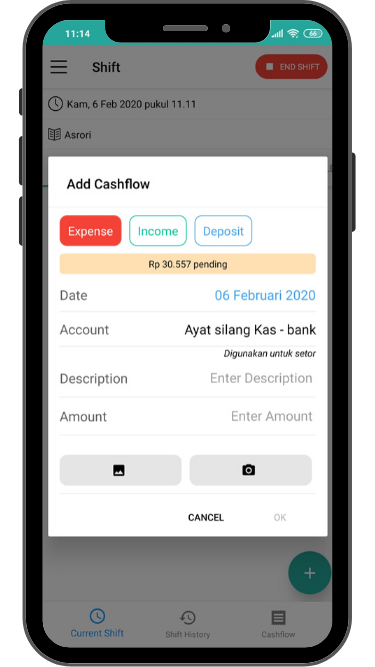 11:14
66
Shift
END SHIFT
Kam, 6 Feb 2020 pukul 11.11
Asrori
Add Cashflow
Expense
Income
Deposit
Rp 30.557 pending
Date
06 Februari 2020
Account
Ayat silang Kas - bank
Digunakan untuk setor
Description
Enter Description
Amount
Enter Amount
CANCEL
OK
Current Shift
Shift History
Cashflow